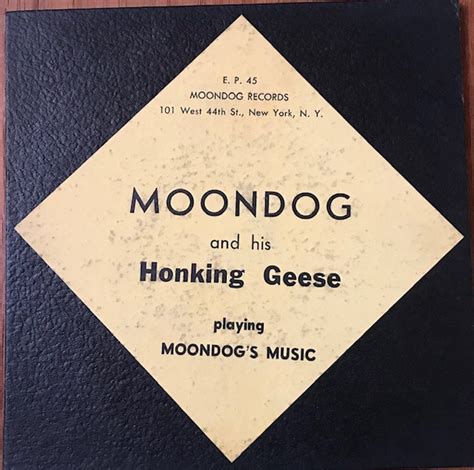 E. P. 45
MOONDOG RECORDS
101 West 44th St., New York, N. Y.
MOONDOG
and his
Honking Geese
playing
MOONDOG'S MUSIC